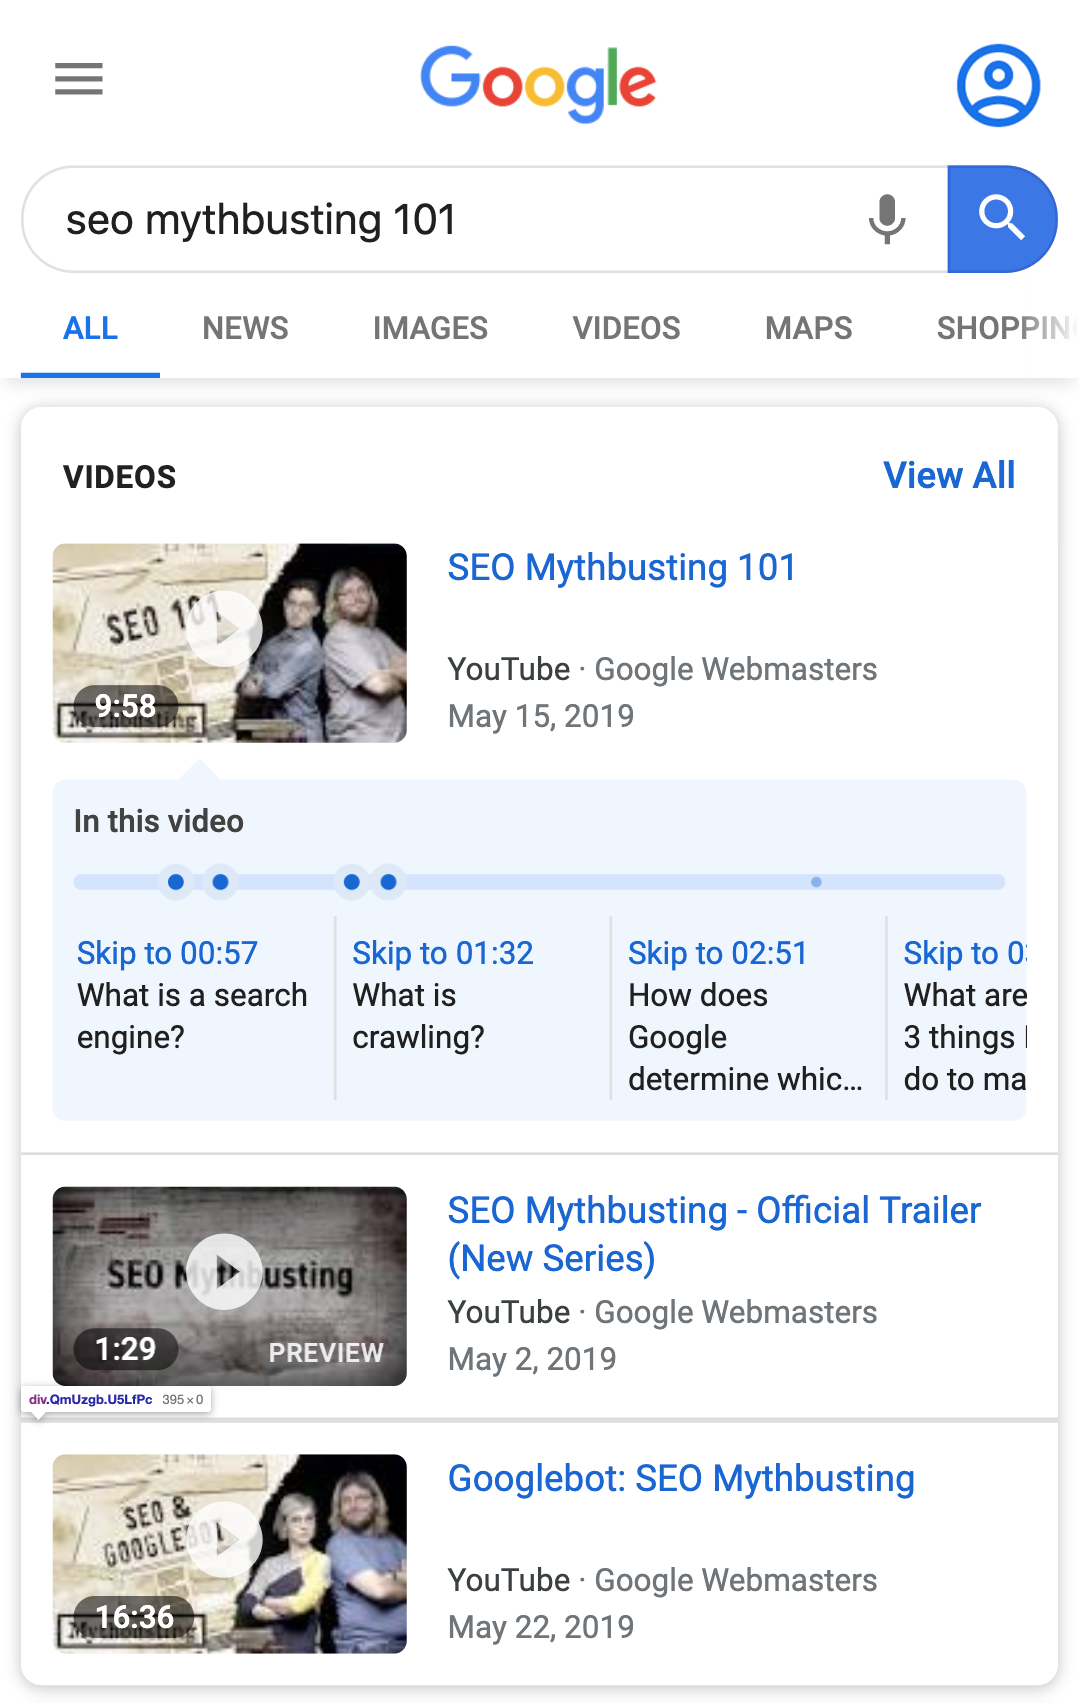 Google
seo mythbusting 101
ALL NEWS IMAGES VIDEOS MAPS SHOPPIN
VIDEOS
View All
SEO 101
9:58
Mythbusting
SEO Mythbusting 101
YouTube · Google Webmasters
May 15, 2019
In this video
Skip to 00:57
What is a search
engine?
Skip to 01:32
What is
crawling?
Skip to 02:51
How does
Google
determine whic...
Skip to 03
What are
3 things
do to ma
SEO Mythbusting
1:29
PREVIEW
SEO Mythbusting - Official Trailer
(New Series)
YouTube · Google Webmasters
May 2, 2019
div.QmUzgb.U5LfPc 395 × 0
SEO &
GOOGLEBOT
16:36
Mythbusting
Googlebot: SEO Mythbusting
YouTube · Google Webmasters
May 22, 2019